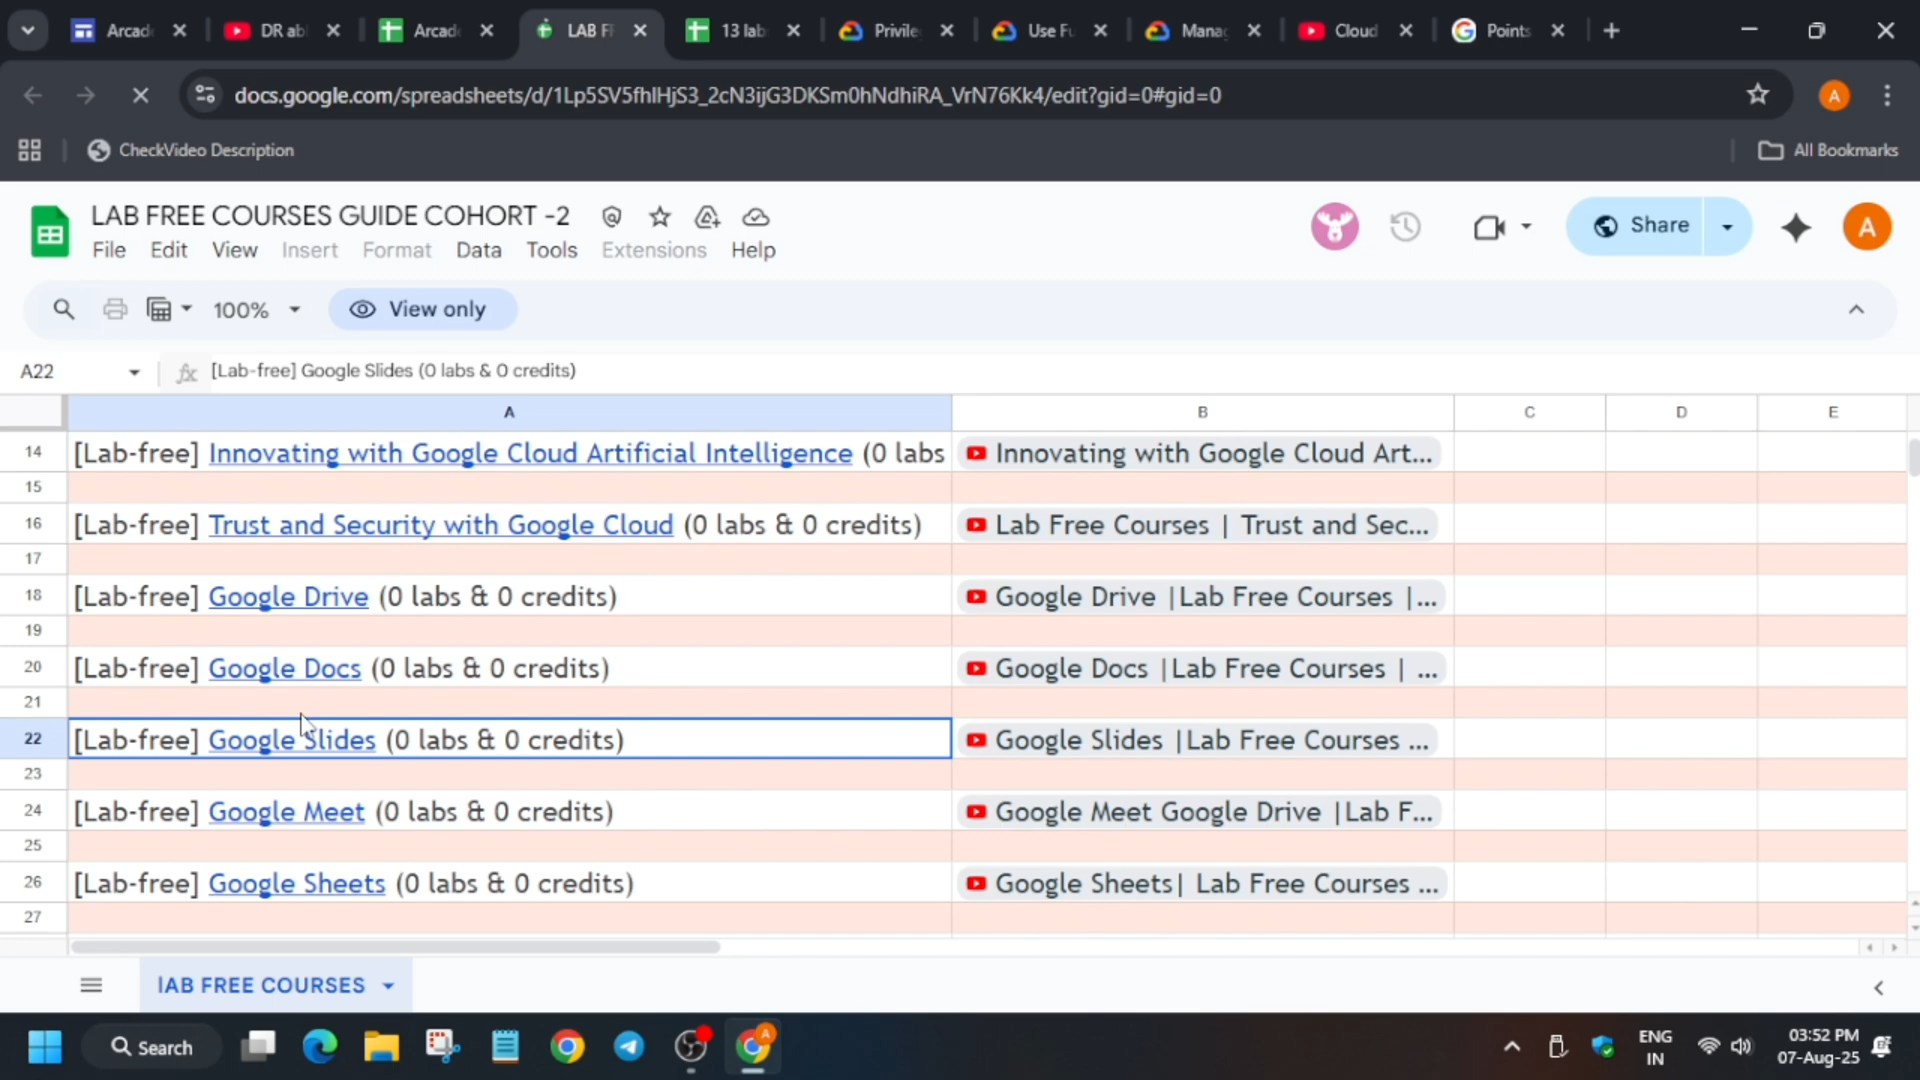 Arcade
DR abl
Arcade
LAB FR
13 lab
Privile
Use Fu
Manag
Cloud
Points
docs.google.com/spreadsheets/d/1Lp5SV5fhlHjS3_2cN3ijG3DKSm0hNdhiRA_VrN76Kk4/edit?gid=0#gid=0
A
CheckVideo Description
All Bookmarks
LAB FREE COURSES GUIDE COHORT -2
File Edit View Insert Format Data Tools Extensions Help
Share
A
100%
View only
A22
fx
[Lab-free] Google Slides (0 labs & 0 credits)
A B C D E
14 [Lab-free] Innovating with Google Cloud Artificial Intelligence (0 labs Innovating with Google Cloud Art...
15
16 [Lab-free] Trust and Security with Google Cloud (0 labs & 0 credits) Lab Free Courses | Trust and Sec...
17
18 [Lab-free] Google Drive (0 labs & 0 credits) Google Drive |Lab Free Courses |...
19
20 [Lab-free] Google Docs (0 labs & 0 credits) Google Docs |Lab Free Courses | ...
21
22 [Lab-free] Google Slides (0 labs & 0 credits) Google Slides |Lab Free Courses ...
23
24 [Lab-free] Google Meet (0 labs & 0 credits) Google Meet Google Drive |Lab F...
25
26 [Lab-free] Google Sheets (0 labs & 0 credits) Google Sheets| Lab Free Courses ...
27
lAB FREE COURSES
Search
A
ENG
IN
03:52 PM
07-Aug-25